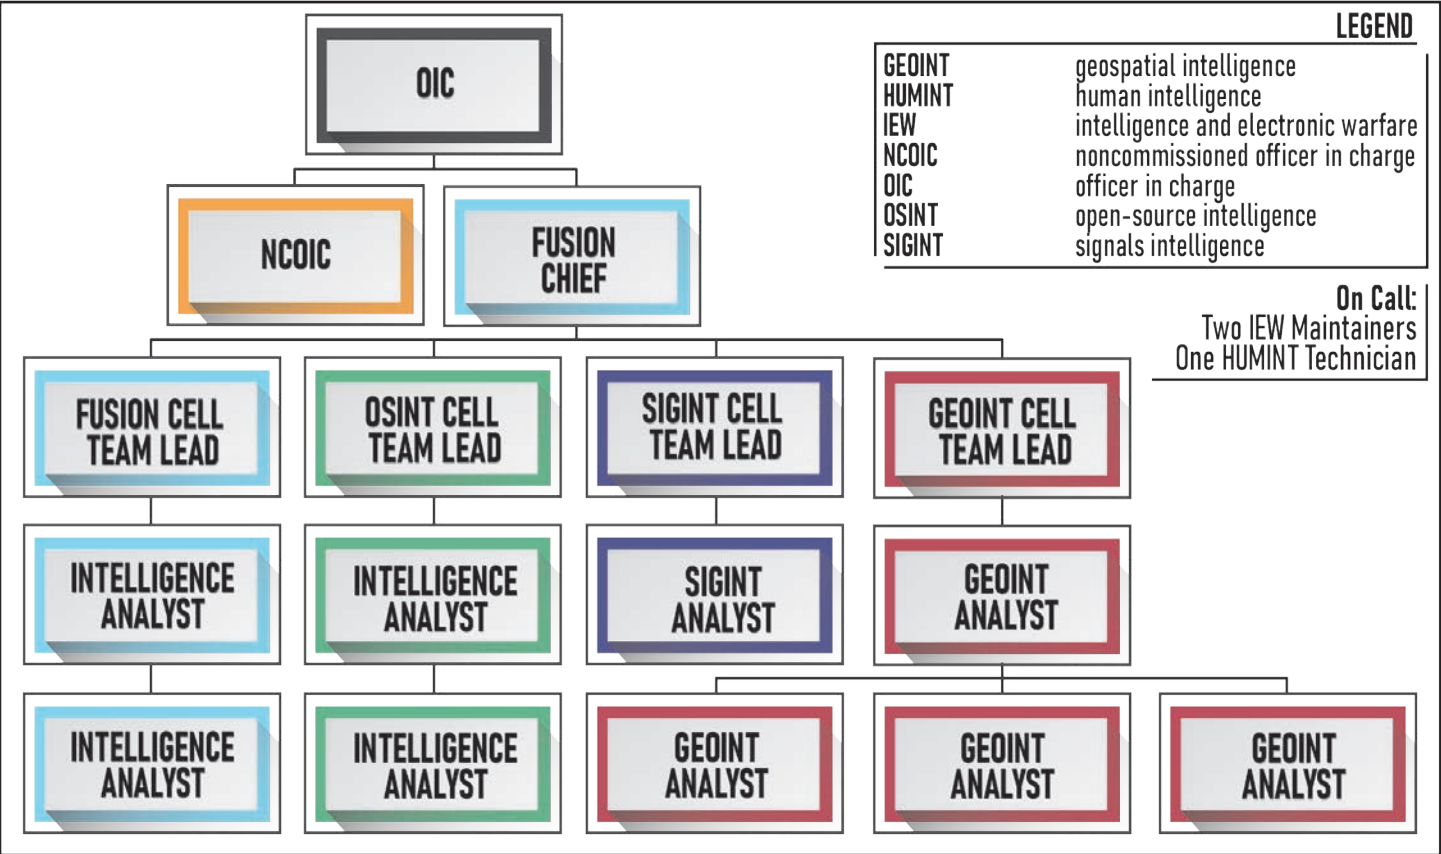 OIC
LEGEND
GEOINT geospatial intelligence
HUMINT human intelligence
IEW intelligence and electronic warfare
NCOIC noncommissioned officer in charge
OIC officer in charge
OSINT open-source intelligence
SIGINT signals intelligence
On Call:
Two IEW Maintainers
One HUMINT Technician
NCOIC
FUSION
CHIEF
FUSION CELL
TEAM LEAD
OSINT CELL
TEAM LEAD
SIGINT CELL
TEAM LEAD
GEOINT CELL
TEAM LEAD
INTELLIGENCE
ANALYST
INTELLIGENCE
ANALYST
SIGINT
ANALYST
GEOINT
ANALYST
INTELLIGENCE
ANALYST
INTELLIGENCE
ANALYST
GEOINT
ANALYST
GEOINT
ANALYST
GEOINT
ANALYST